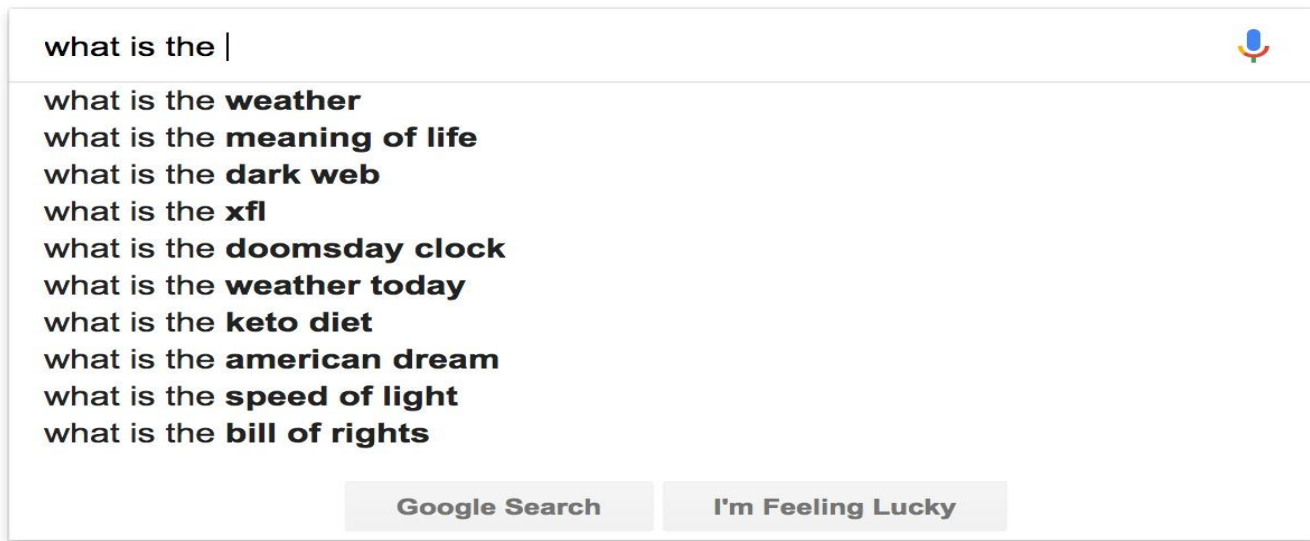 what is the
what is the weather
what is the meaning of life
what is the dark web
what is the xfl
what is the doomsday clock
what is the weather today
what is the keto diet
what is the american dream
what is the speed of light
what is the bill of rights
Google Search I'm Feeling Lucky